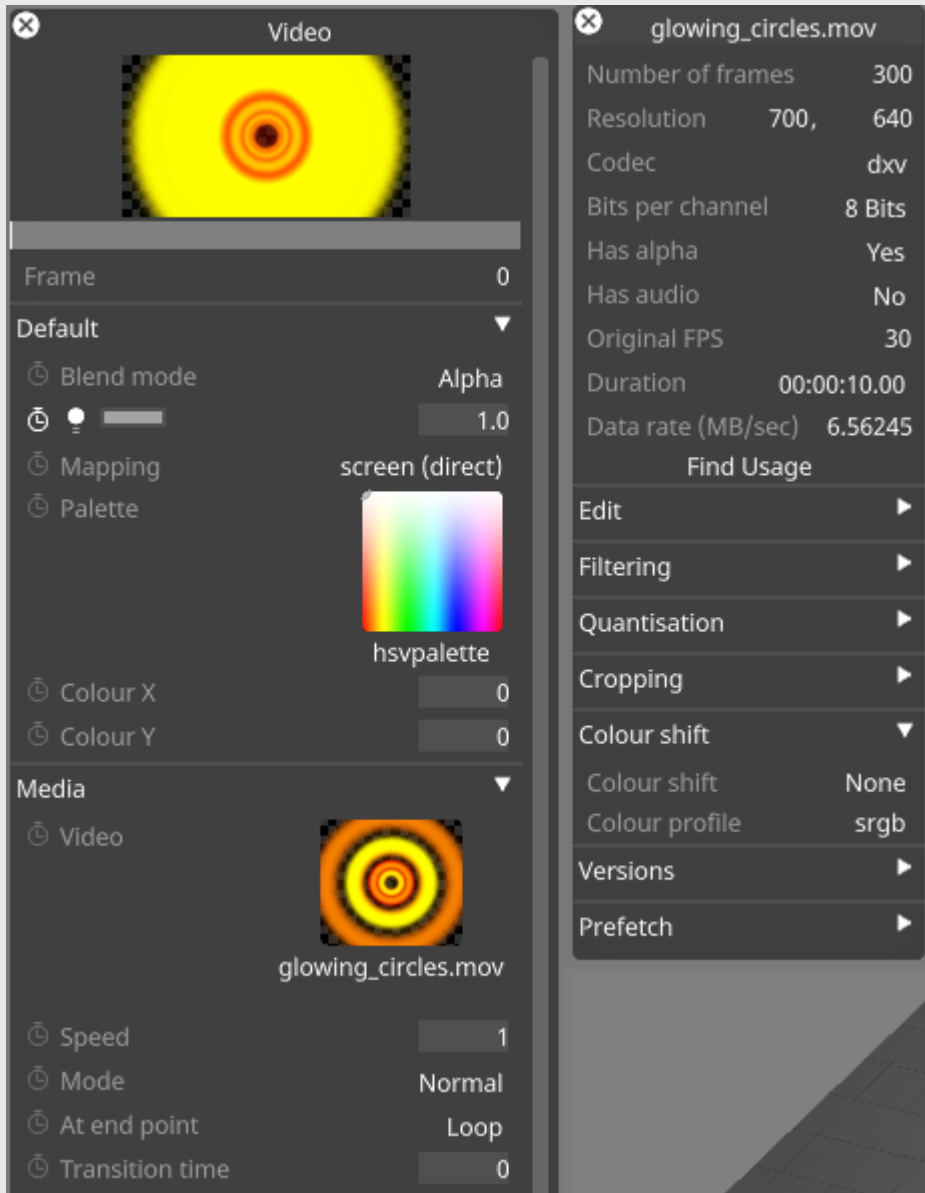 Video
Frame 0
Default
Blend mode Alpha
1.0
Mapping screen (direct)
Palette
hsvpalette
Colour X 0
Colour Y 0
Media
Video
glowing_circles.mov
Speed 1
Mode Normal
At end point Loop
Transition time 0
glowing_circles.mov
Number of frames 300
Resolution 700, 640
Codec dxv
Bits per channel 8 Bits
Has alpha Yes
Has audio No
Original FPS 30
Duration 00:00:10.00
Data rate (MB/sec) 6.56245
Find Usage
Edit
Filtering
Quantisation
Cropping
Colour shift
Colour shift None
Colour profile srgb
Versions
Prefetch